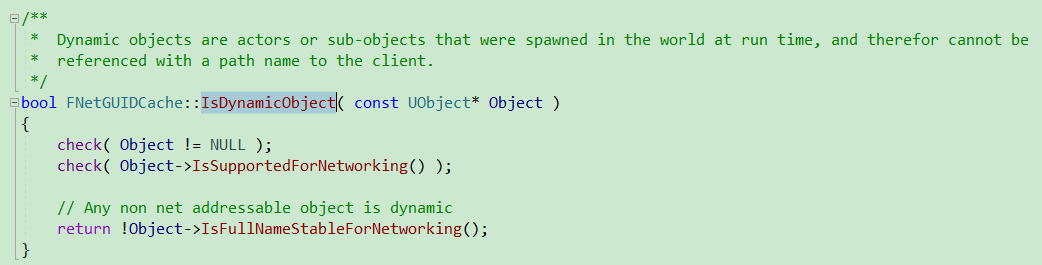 /**
 *  Dynamic objects are actors or sub-objects that were spawned in the world at run time, and therefor cannot be
 *  referenced with a path name to the client.
 */
bool FNetGUIDCache::IsDynamicObject( const UObject* Object )
{
    check( Object != NULL );
    check( Object->IsSupportedForNetworking() );

    // Any non net addressable object is dynamic
    return !Object->IsFullNameStableForNetworking();
}